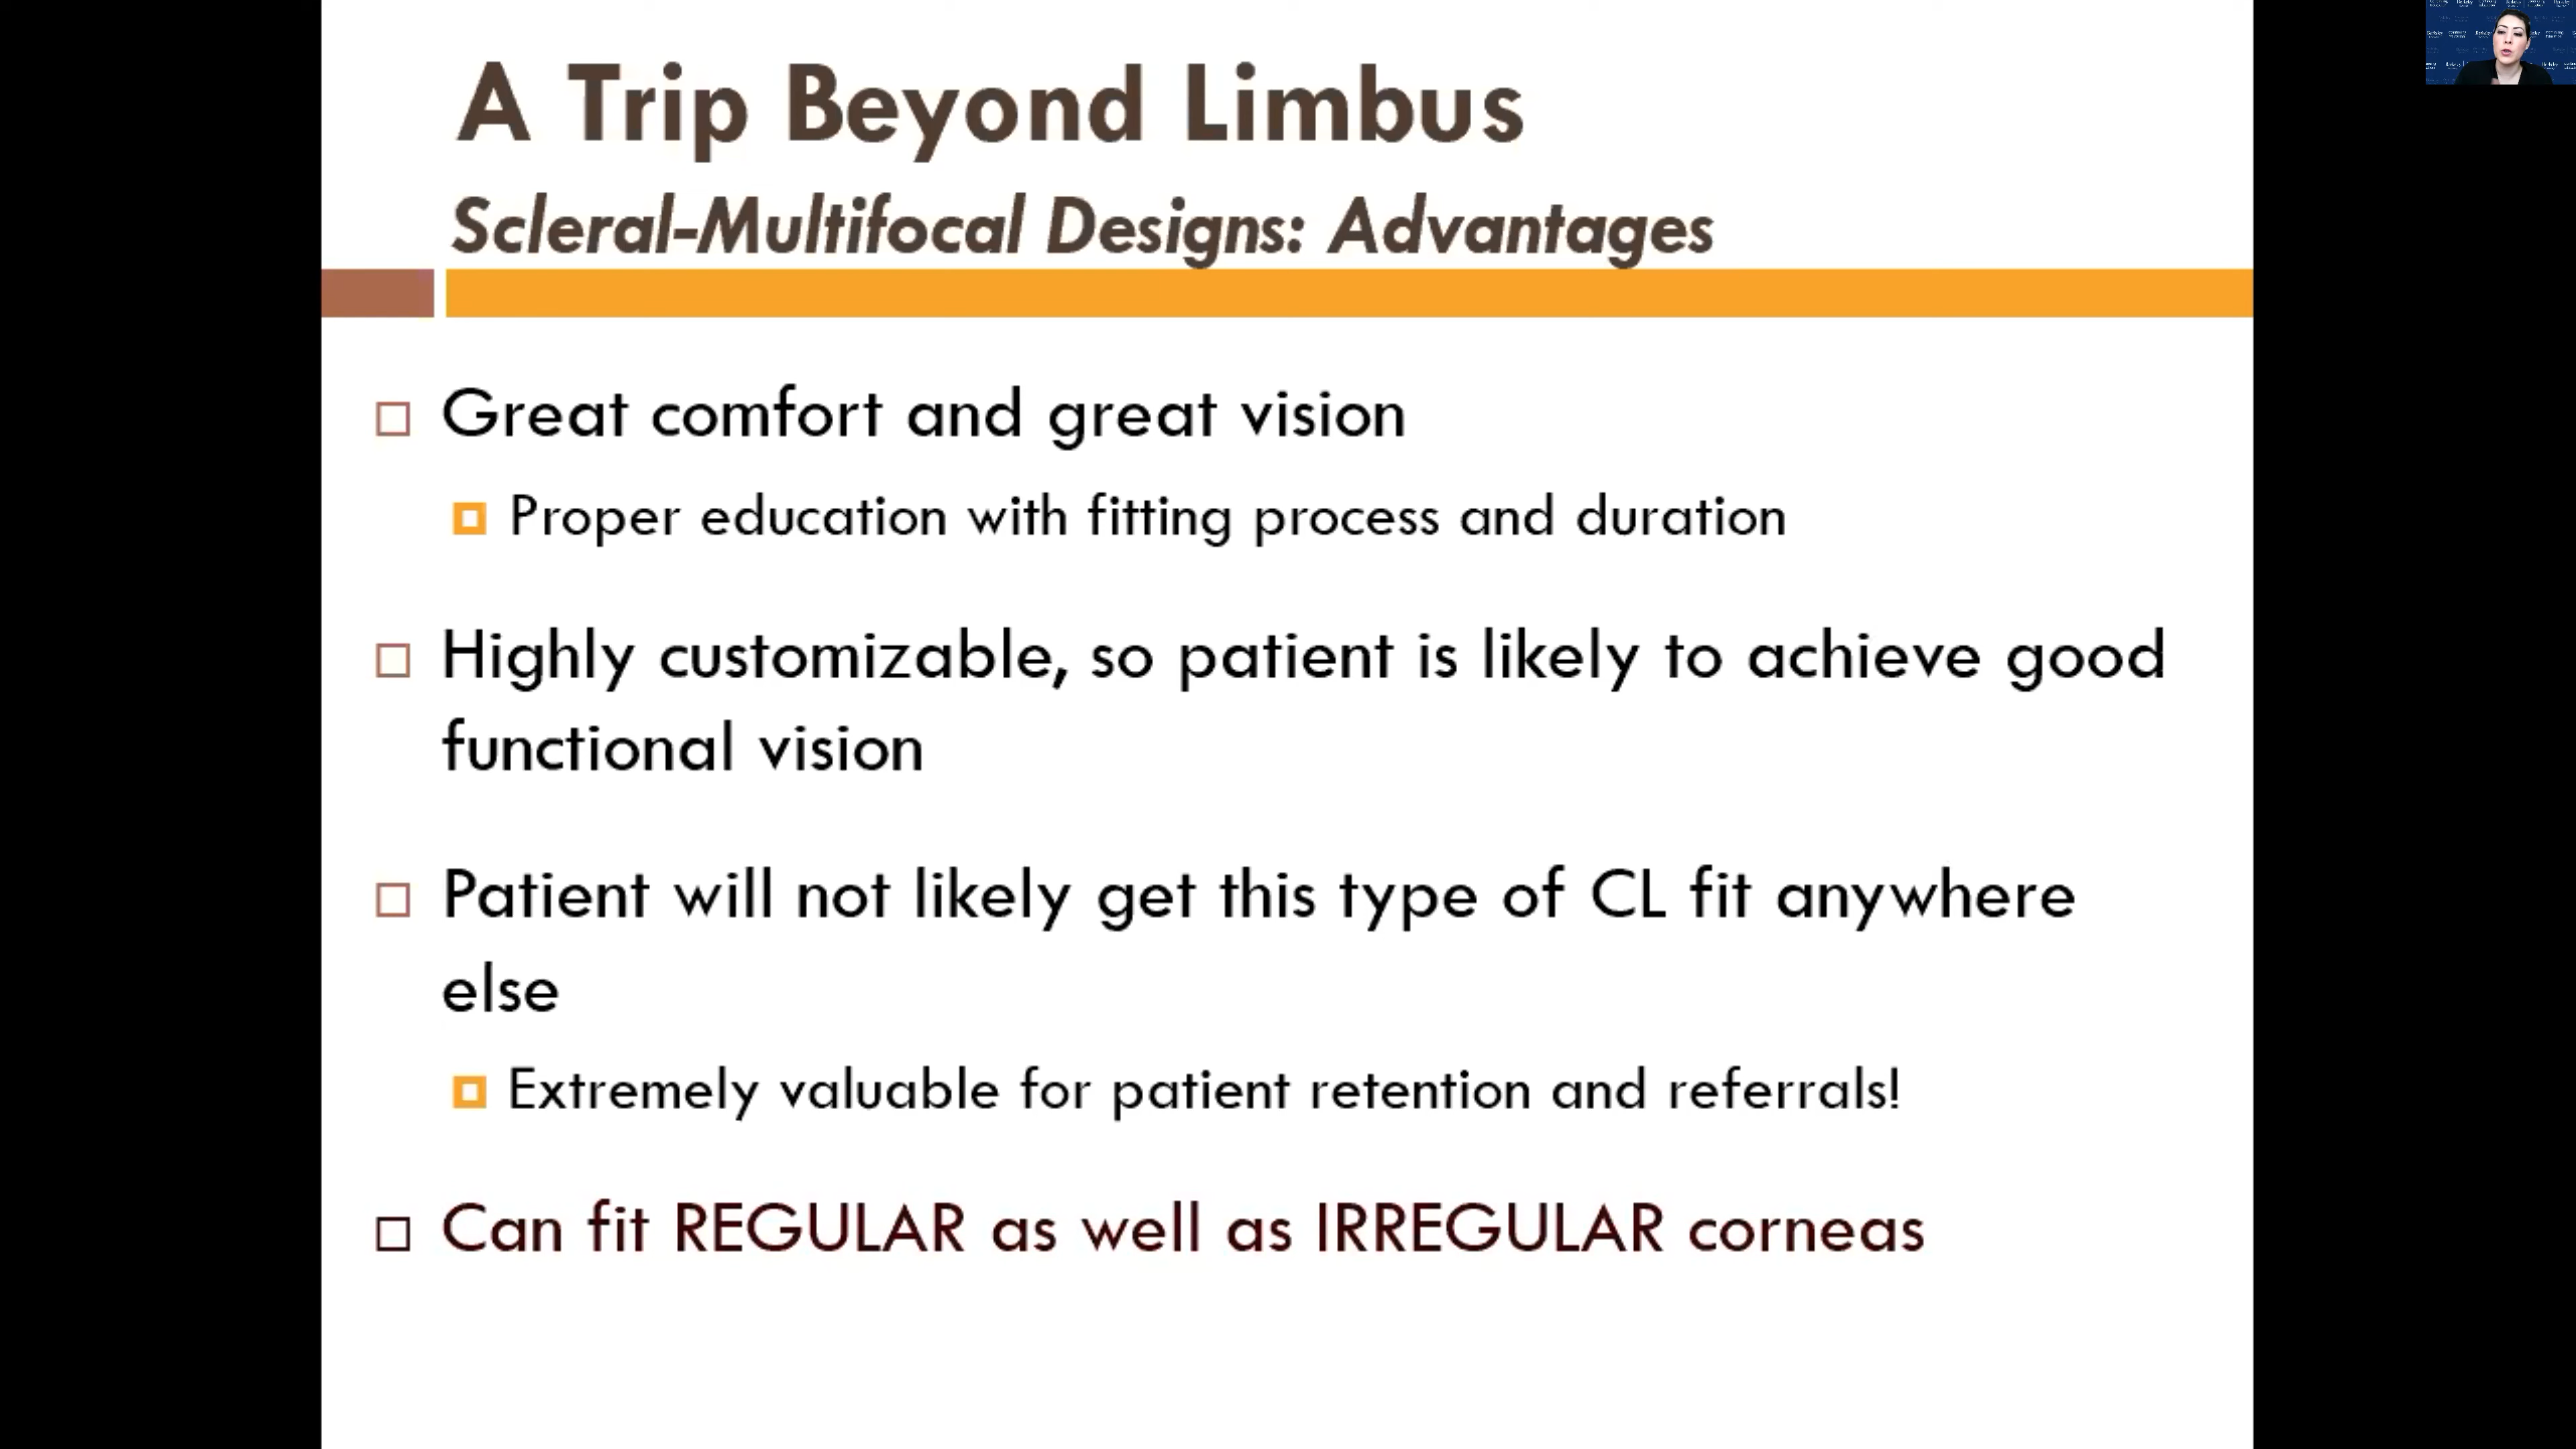 A Trip Beyond Limbus
Scleral-Multifocal Designs: Advantages
Great comfort and great vision
Proper education with fitting process and duration
Highly customizable, so patient is likely to achieve good
functional vision
Patient will not likely get this type of CL fit anywhere
else
Extremely valuable for patient retention and referrals!
Can fit REGULAR as well as IRREGULAR corneas